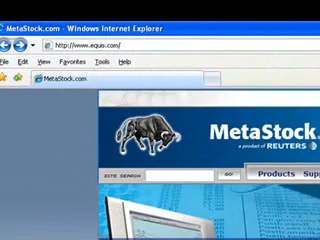 MetaStock.com - Windows Internet Explorer
http://www.equis.com/
File Edit View Favorites Tools Help
MetaStock.com
MetaStock.
a product of REUTERS
SITE SEARCH GO! Products Supp